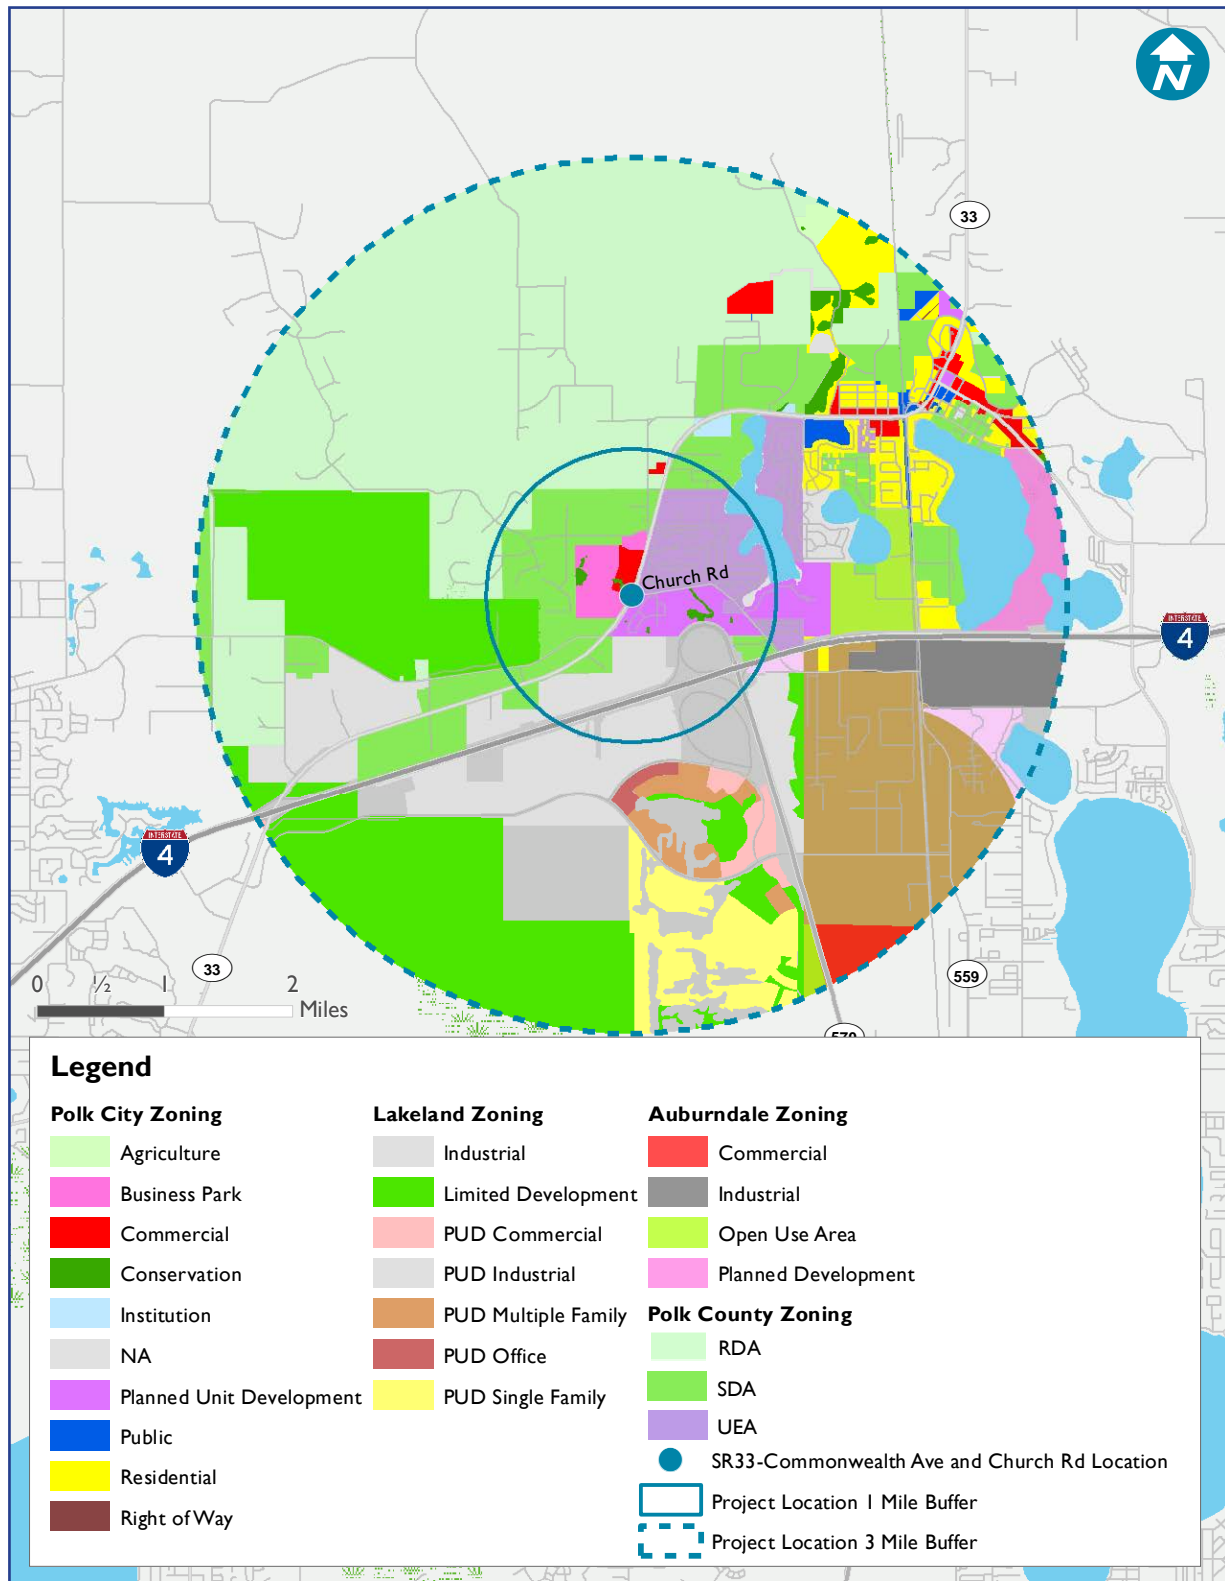 N
33
Church Rd
INTERSTATE
4
INTERSTATE
4
33
559
0 ½ 1 2
Miles
570
Legend
Polk City Zoning
Agriculture
Business Park
Commercial
Conservation
Institution
NA
Planned Unit Development
Public
Residential
Right of Way
Lakeland Zoning
Industrial
Limited Development
PUD Commercial
PUD Industrial
PUD Multiple Family
PUD Office
PUD Single Family
Auburndale Zoning
Commercial
Industrial
Open Use Area
Planned Development
Polk County Zoning
RDA
SDA
UEA
SR33-Commonwealth Ave and Church Rd Location
Project Location 1 Mile Buffer
Project Location 3 Mile Buffer